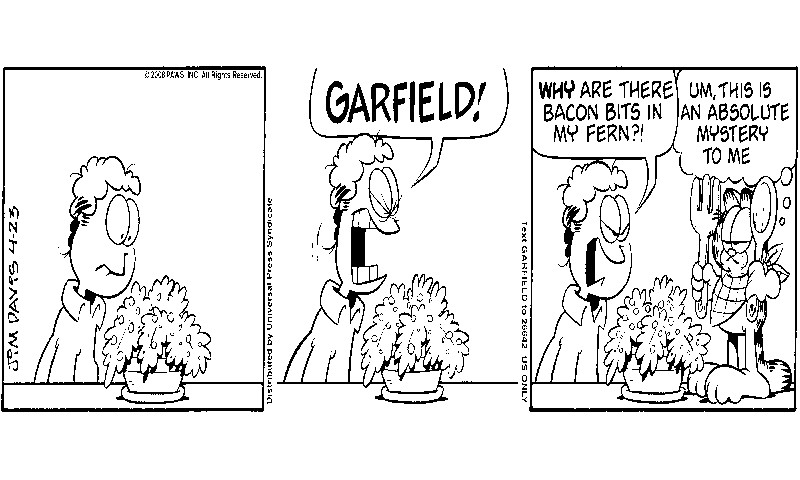 © 2008 PAWS, INC. All Rights Reserved.
JIM DAVIS 4-23
Distributed by Universal Press Syndicate
GARFIELD!
Text GARFIELD to 26642 US ONLY
WHY ARE THERE
BACON BITS IN
MY FERN?!
UM, THIS IS
AN ABSOLUTE
MYSTERY
TO ME